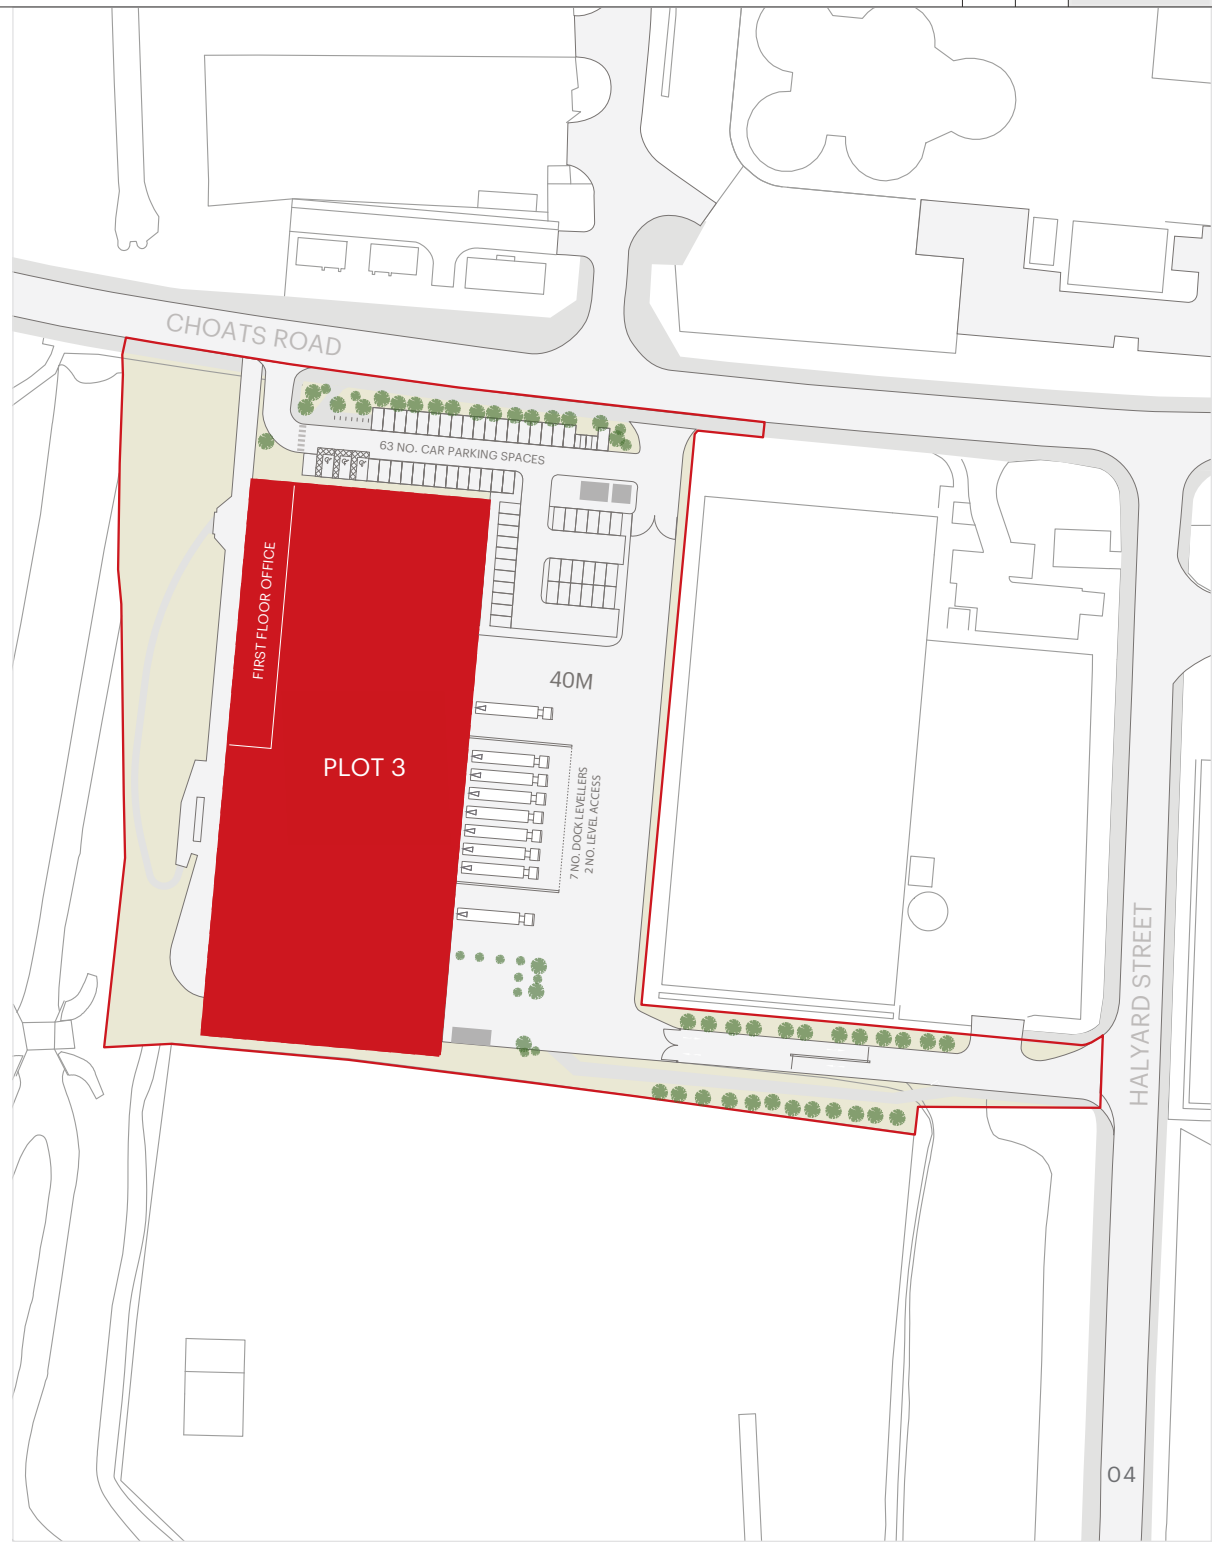 CHOATS ROAD
63 NO. CAR PARKING SPACES
FIRST FLOOR OFFICE
40M
PLOT 3
7 NO. DOCK LEVELLERS
2 NO. LEVEL ACCESS
HALYARD STREET
04